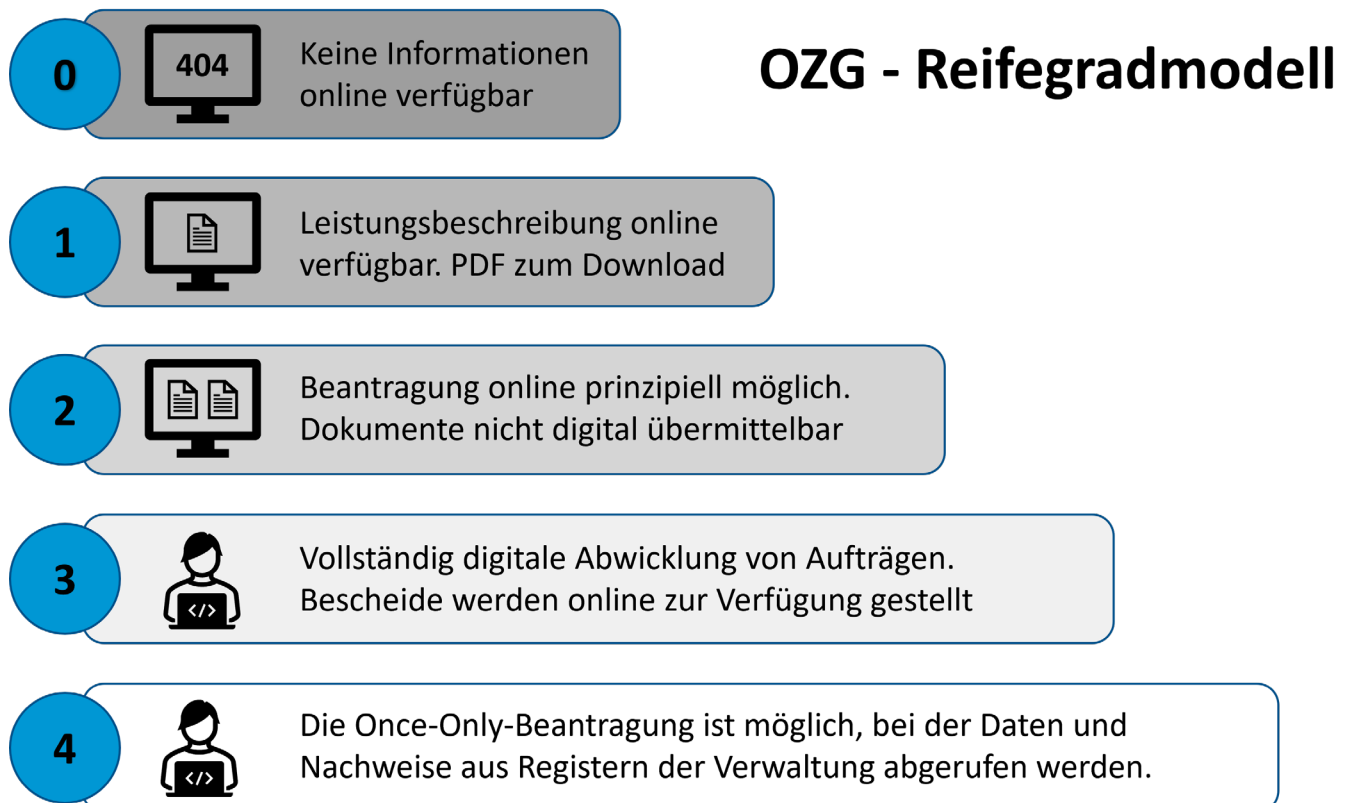 OZG - Reifegradmodell
0
404
Keine Informationen
online verfügbar
1
Leistungsbeschreibung online
verfügbar. PDF zum Download
2
Beantragung online prinzipiell möglich.
Dokumente nicht digital übermittelbar
3
</>
Vollständig digitale Abwicklung von Aufträgen.
Bescheide werden online zur Verfügung gestellt
4
</>
Die Once-Only-Beantragung ist möglich, bei der Daten und
Nachweise aus Registern der Verwaltung abgerufen werden.